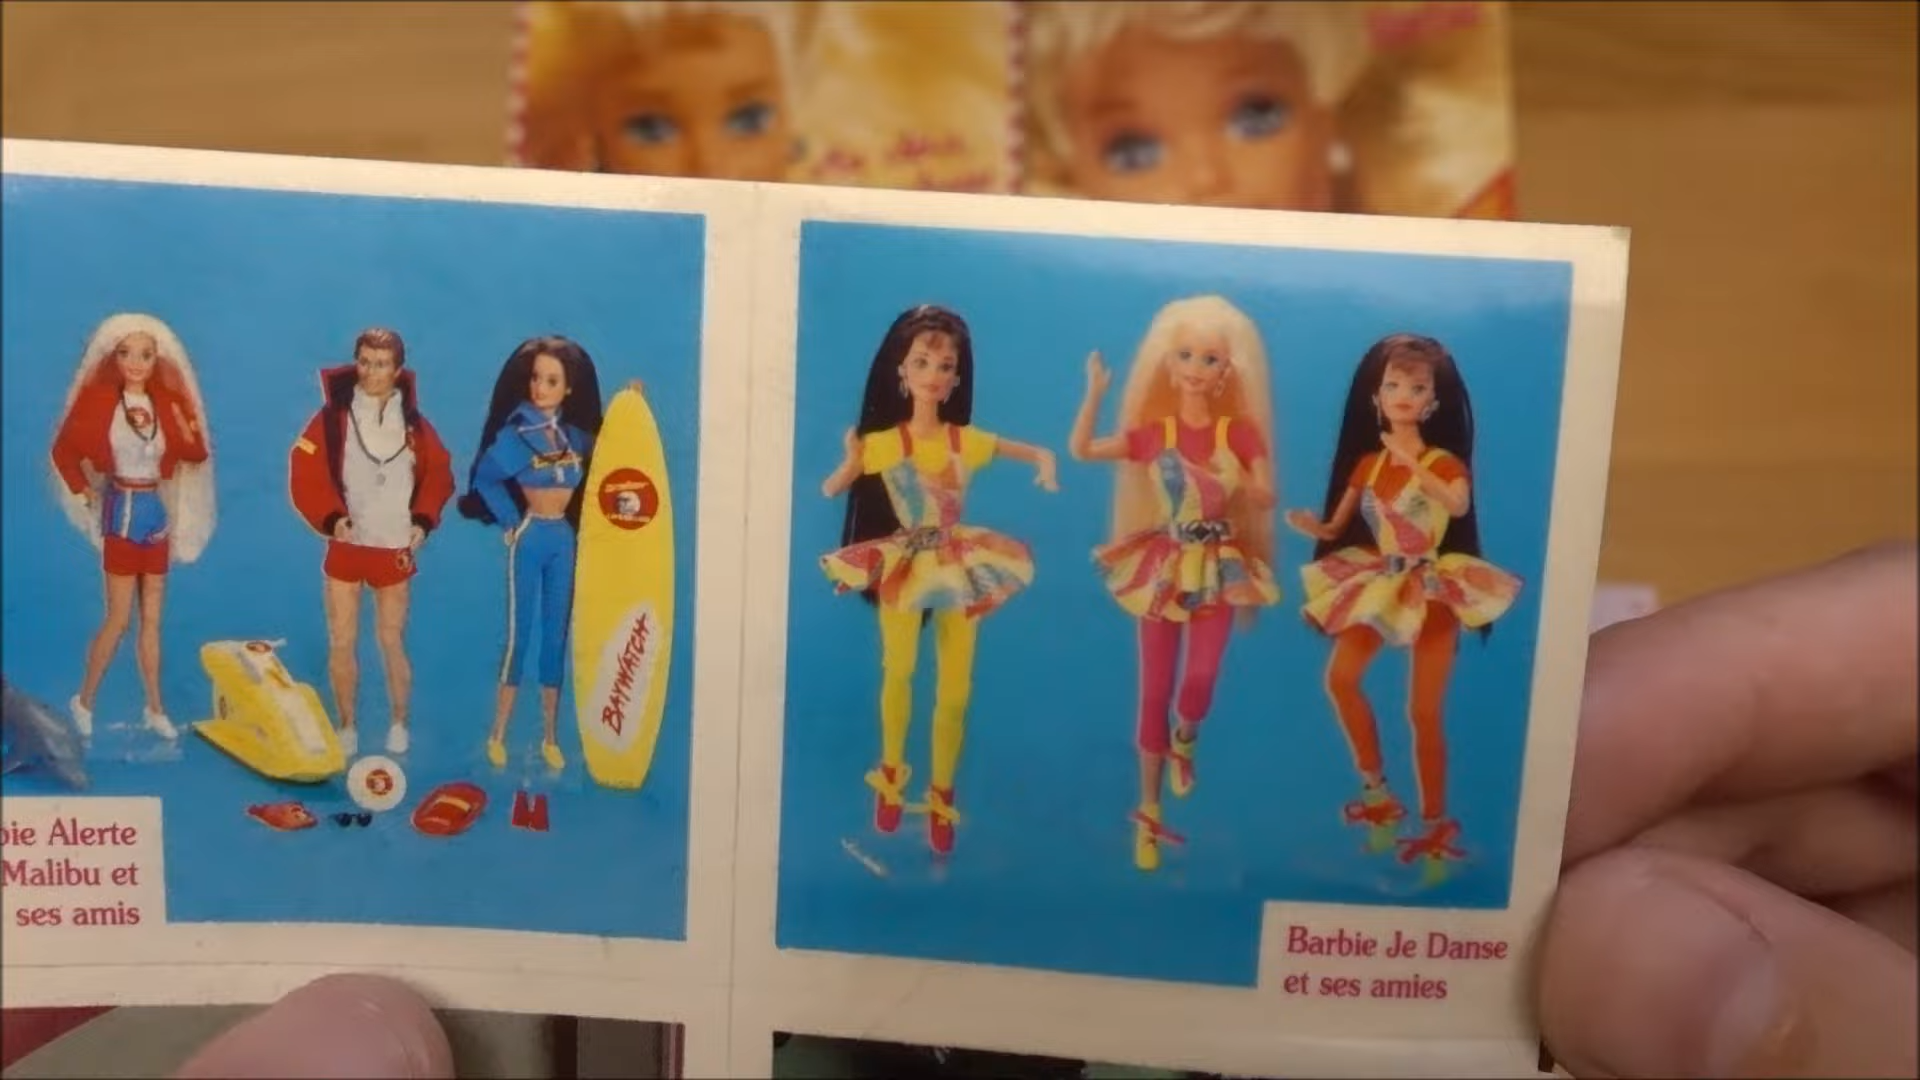 BAYWATCH
bie Alerte
Malibu et
ses amis
Barbie Je Danse
et ses amies